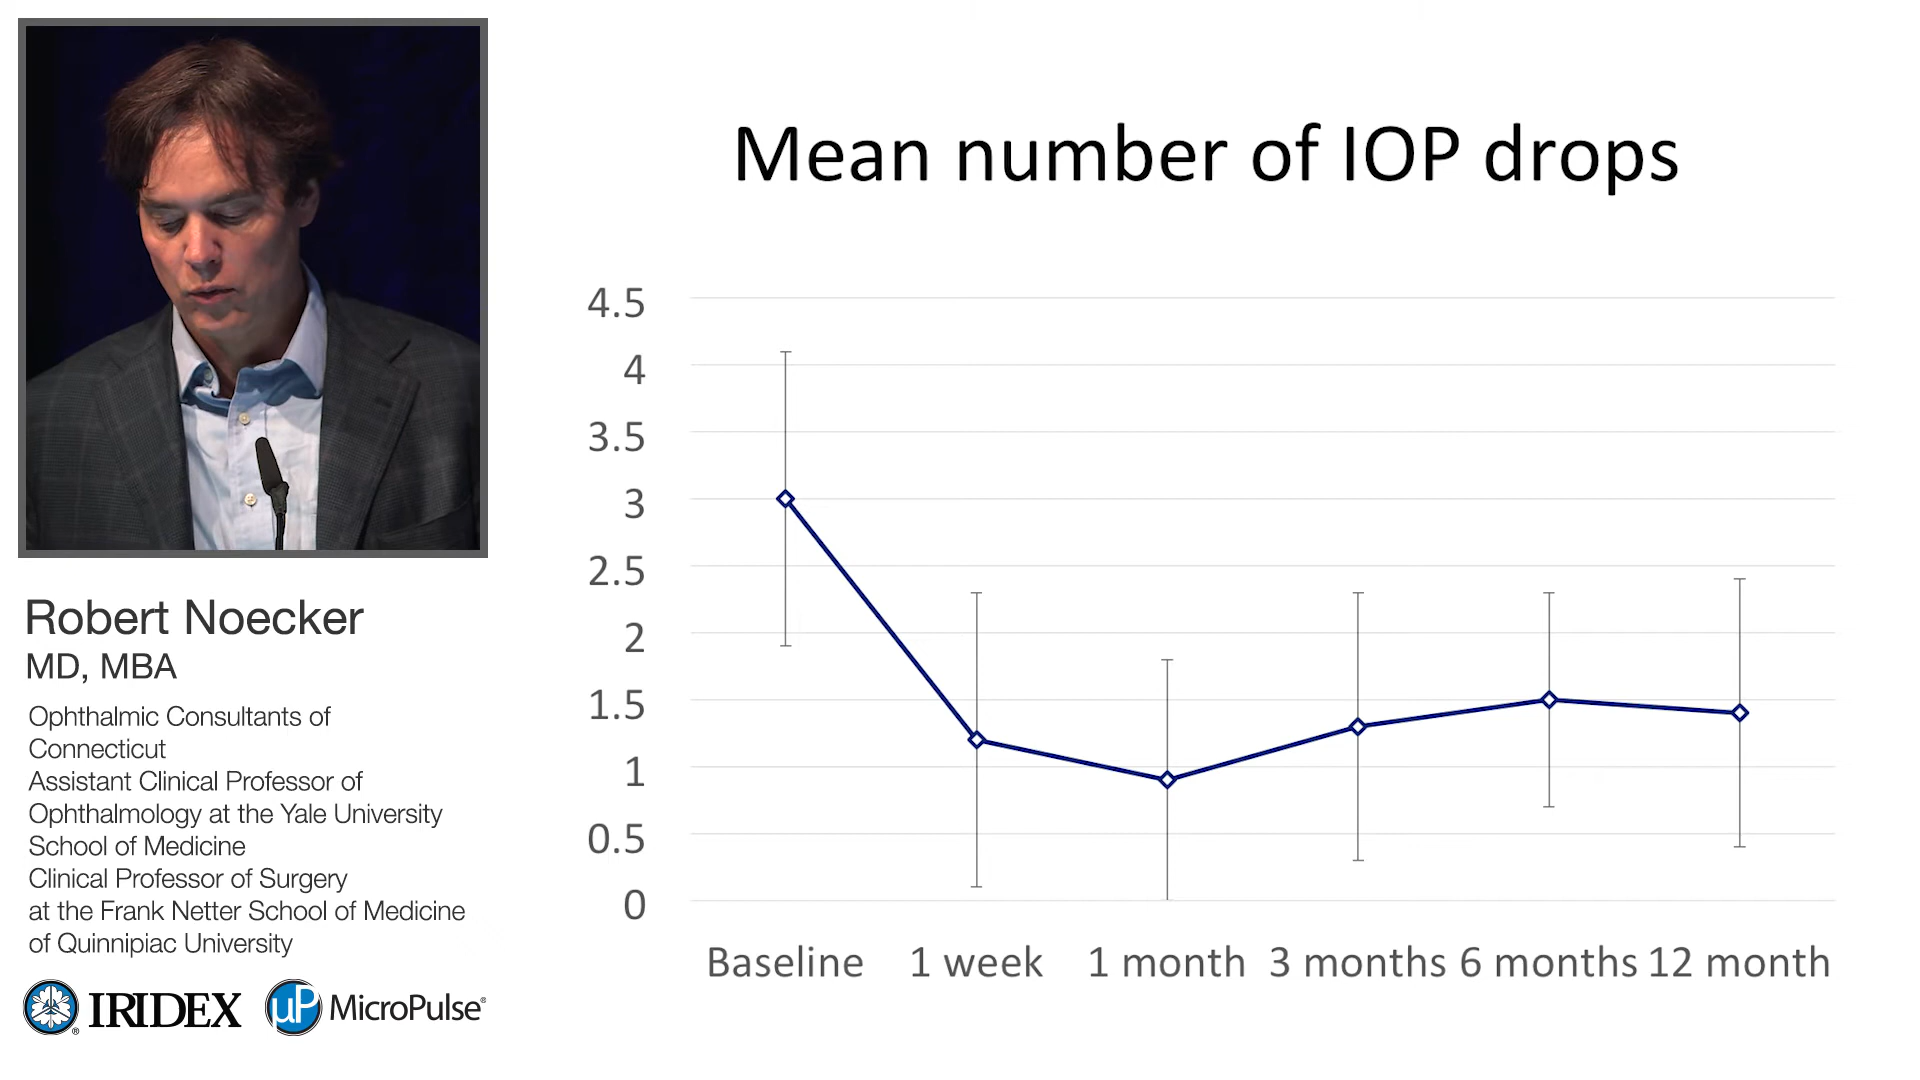 Mean number of IOP drops
4.5
4
3.5
3
2.5
2
1.5
1
0.5
0
Baseline 1 week 1 month 3 months 6 months 12 month
Robert Noecker
MD, MBA
Ophthalmic Consultants of
Connecticut
Assistant Clinical Professor of
Ophthalmology at the Yale University
School of Medicine
Clinical Professor of Surgery
at the Frank Netter School of Medicine
of Quinnipiac University
IRIDEX® µP MicroPulse®